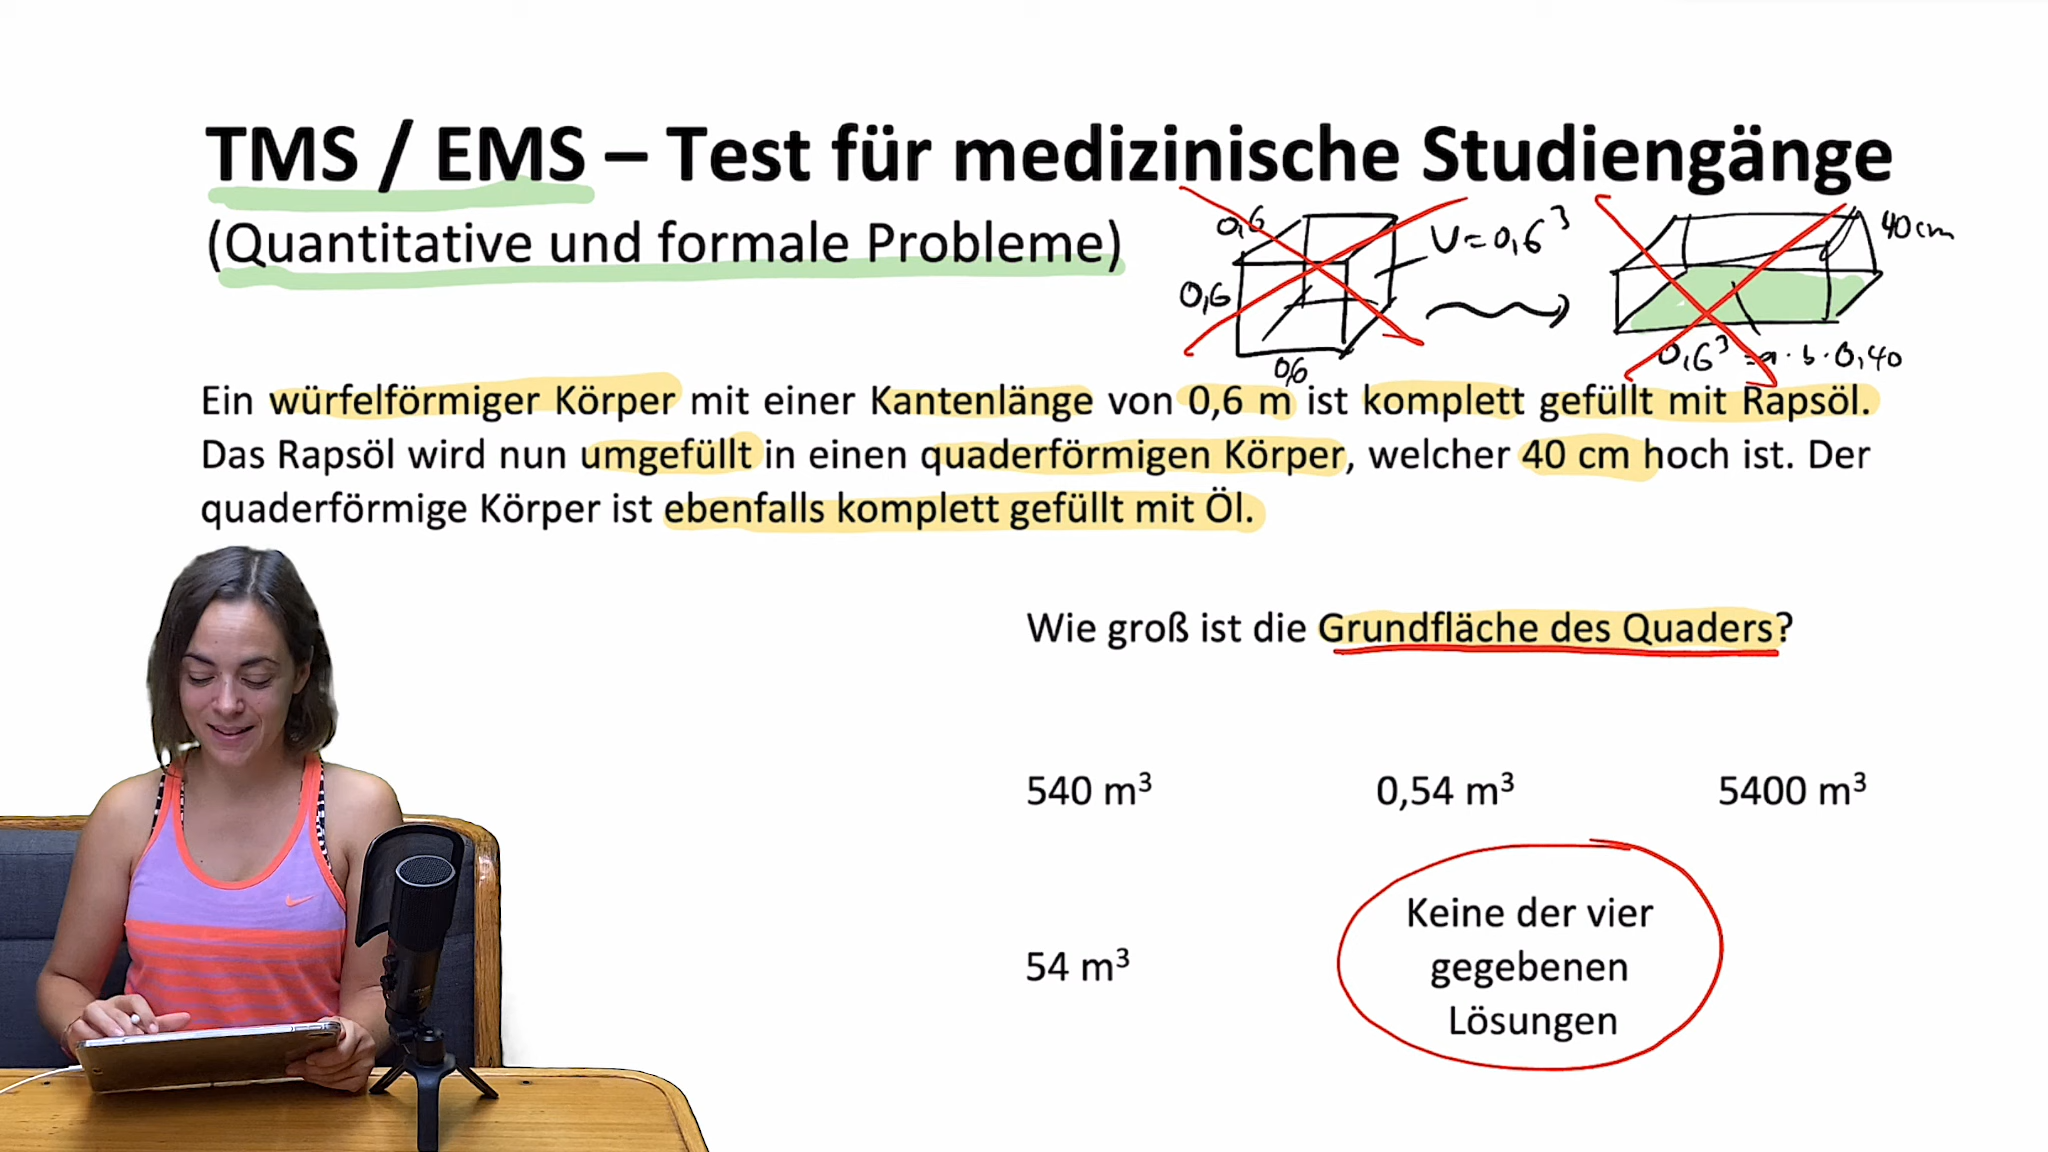 TMS / EMS – Test für medizinische Studiengänge
(Quantitative und formale Probleme)
0,6
0,6
0,6
V = 0,6³
40 cm
0,6³ = a · b · 0,40
Ein würfelförmiger Körper mit einer Kantenlänge von 0,6 m ist komplett gefüllt mit Rapsöl.
Das Rapsöl wird nun umgefüllt in einen quaderförmigen Körper, welcher 40 cm hoch ist. Der
quaderförmige Körper ist ebenfalls komplett gefüllt mit Öl.
Wie groß ist die Grundfläche des Quaders?
540 m³
0,54 m³
5400 m³
54 m³
Keine der vier
gegebenen
Lösungen